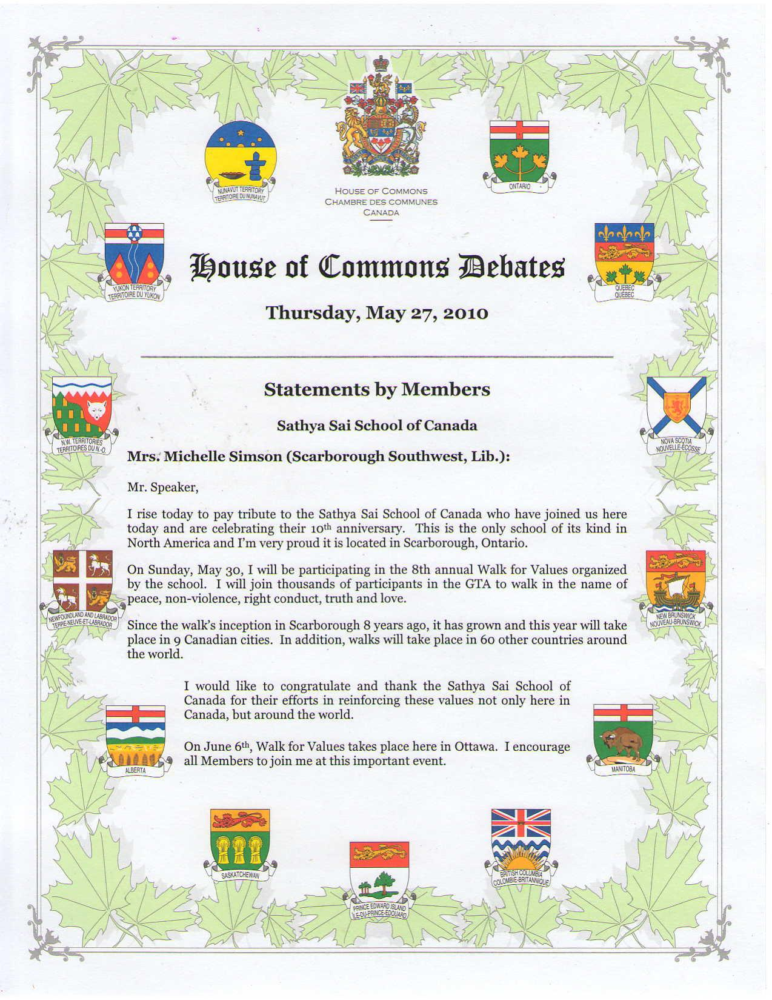 NUNAVUT TERRITORY
TERRITOIRE DU NUNAVUT
HOUSE OF COMMONS
CHAMBRE DES COMMUNES
CANADA
ONTARIO
YUKON TERRITORY
TERRITOIRE DU YUKON
House of Commons Debates
QUEBEC
QUÉBEC
Thursday, May 27, 2010
Statements by Members
Sathya Sai School of Canada
N.W. TERRITORIES
TERRITOIRES DU N.-O.
NOVA SCOTIA
NOUVELLE-ÉCOSSE
Mrs. Michelle Simson (Scarborough Southwest, Lib.):
Mr. Speaker,
I rise today to pay tribute to the Sathya Sai School of Canada who have joined us here
today and are celebrating their 10th anniversary. This is the only school of its kind in
North America and I'm very proud it is located in Scarborough, Ontario.
On Sunday, May 30, I will be participating in the 8th annual Walk for Values organized
by the school. I will join thousands of participants in the GTA to walk in the name of
peace, non-violence, right conduct, truth and love.
NEWFOUNDLAND AND LABRADOR
TERRE-NEUVE-ET-LABRADOR
NEW BRUNSWICK
NOUVEAU-BRUNSWICK
Since the walk's inception in Scarborough 8 years ago, it has grown and this year will take
place in 9 Canadian cities. In addition, walks will take place in 60 other countries around
the world.
I would like to congratulate and thank the Sathya Sai School of
Canada for their efforts in reinforcing these values not only here in
Canada, but around the world.
On June 6th, Walk for Values takes place here in Ottawa. I encourage
all Members to join me at this important event.
ALBERTA
MANITOBA
SASKATCHEWAN
BRITISH COLUMBIA
COLOMBIE-BRITANNIQUE
PRINCE EDWARD ISLAND
ÎLE-DU-PRINCE-ÉDOUARD